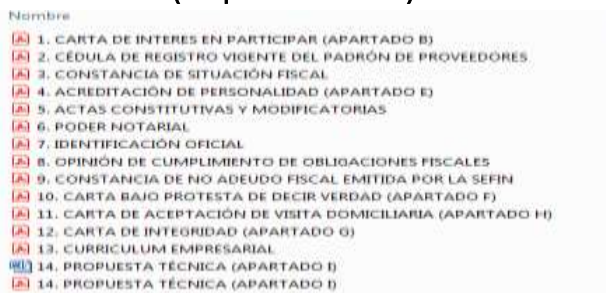 Nombre
1. CARTA DE INTERES EN PARTICIPAR (APARTADO B)
2. CÉDULA DE REGISTRO VIGENTE DEL PADRÓN DE PROVEEDORES
3. CONSTANCIA DE SITUACIÓN FISCAL
4. ACREDITACIÓN DE PERSONALIDAD (APARTADO E)
5. ACTAS CONSTITUTIVAS Y MODIFICATORIAS
6. PODER NOTARIAL
7. IDENTIFICACIÓN OFICIAL
8. OPINIÓN DE CUMPLIMIENTO DE OBLIGACIONES FISCALES
9. CONSTANCIA DE NO ADEUDO FISCAL EMITIDA POR LA SEFIN
10. CARTA BAJO PROTESTA DE DECIR VERDAD (APARTADO F)
11. CARTA DE ACEPTACIÓN DE VISITA DOMICILIARIA (APARTADO H)
12. CARTA DE INTEGRIDAD (APARTADO G)
13. CURRICULUM EMPRESARIAL
14. PROPUESTA TÉCNICA (APARTADO I)
14. PROPUESTA TÉCNICA (APARTADO I)